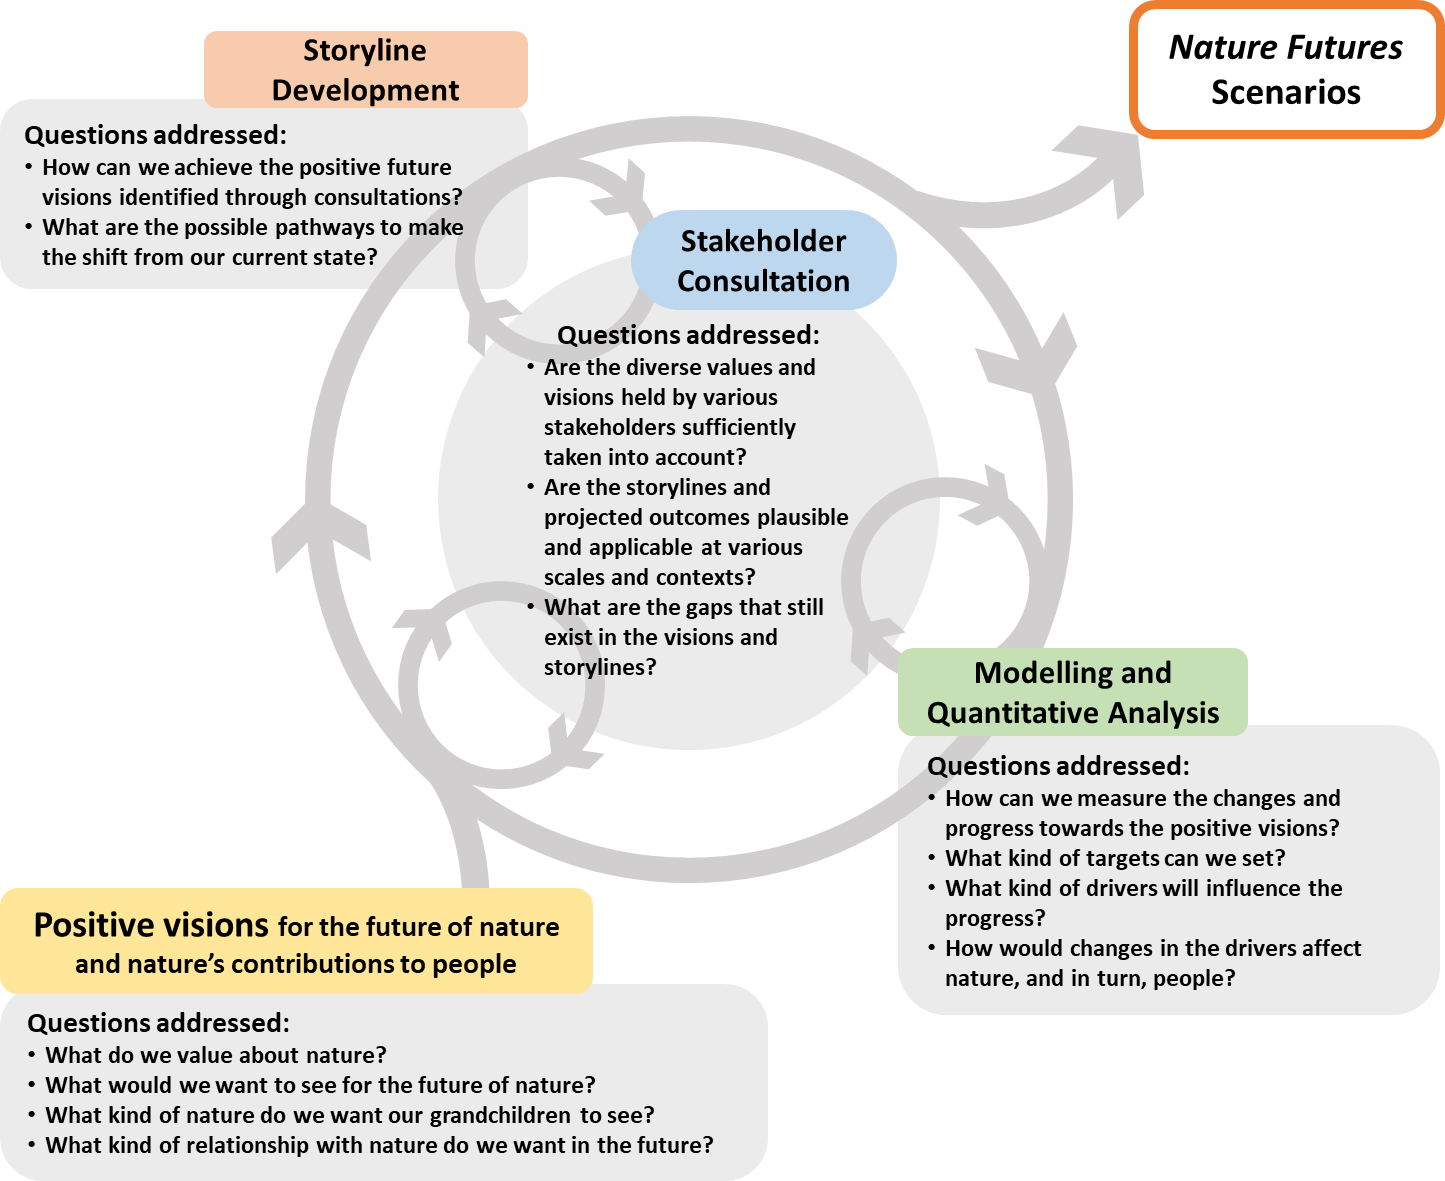 Storyline
Development
Questions addressed:
• How can we achieve the positive future
visions identified through consultations?
• What are the possible pathways to make
the shift from our current state?
Nature Futures
Scenarios
Stakeholder
Consultation
Questions addressed:
• Are the diverse values and
visions held by various
stakeholders sufficiently
taken into account?
• Are the storylines and
projected outcomes plausible
and applicable at various
scales and contexts?
• What are the gaps that still
exist in the visions and
storylines?
Modelling and
Quantitative Analysis
Questions addressed:
• How can we measure the changes and
progress towards the positive visions?
• What kind of targets can we set?
• What kind of drivers will influence the
progress?
• How would changes in the drivers affect
nature, and in turn, people?
Positive visions for the future of nature
and nature’s contributions to people
Questions addressed:
• What do we value about nature?
• What would we want to see for the future of nature?
• What kind of nature do we want our grandchildren to see?
• What kind of relationship with nature do we want in the future?